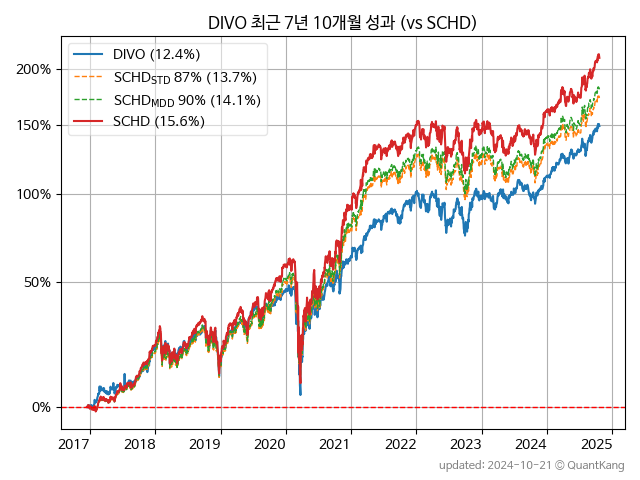 DIVO 최근 7년 10개월 성과 (vs SCHD)
DIVO (12.4%)
SCHD_STD 87% (13.7%)
SCHD_MDD 90% (14.1%)
SCHD (15.6%)
200%
150%
100%
50%
0%
2017 2018 2019 2020 2021 2022 2023 2024 2025
updated: 2024-10-21 © QuantKang